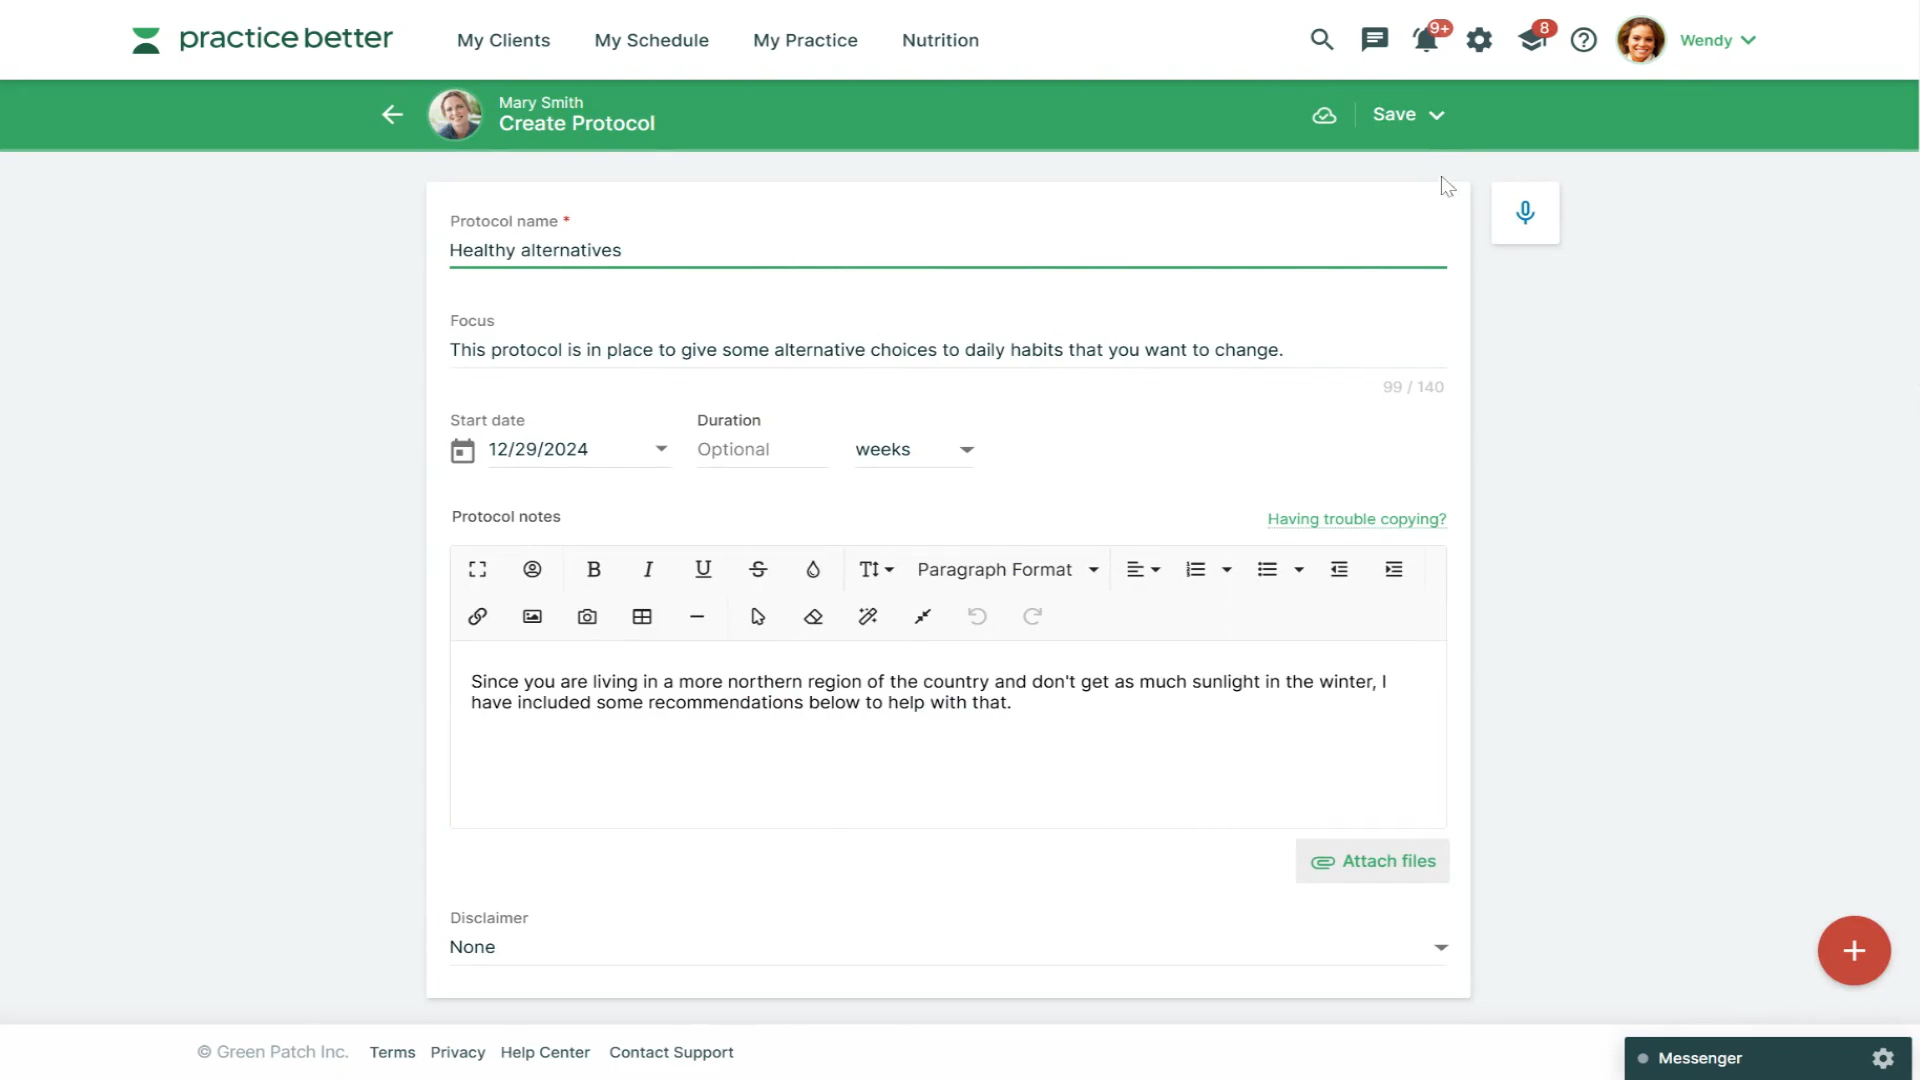 practice better
My Clients
My Schedule
My Practice
Nutrition
9+
8
Wendy
Mary Smith
Create Protocol
Save
Protocol name *
Healthy alternatives
Focus
This protocol is in place to give some alternative choices to daily habits that you want to change.
99 / 140
Start date
Duration
12/29/2024
Optional
weeks
Protocol notes
Having trouble copying?
Paragraph Format
Since you are living in a more northern region of the country and don't get as much sunlight in the winter, I
have included some recommendations below to help with that.
Attach files
Disclaimer
None
© Green Patch Inc.
Terms
Privacy
Help Center
Contact Support
Messenger